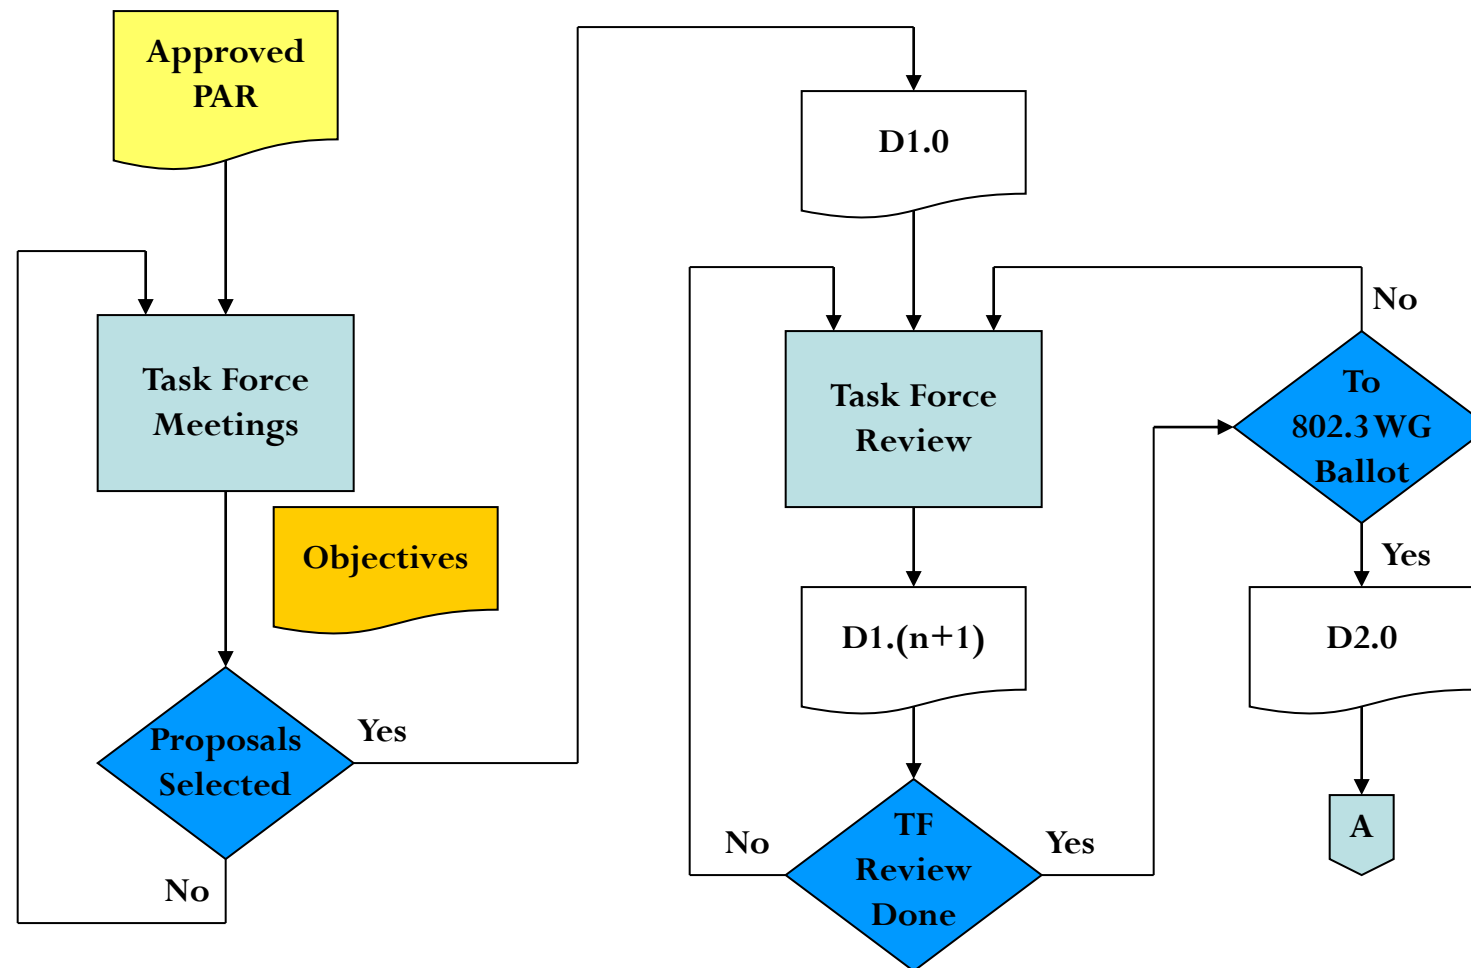 Approved
PAR
Task Force
Meetings
Objectives
Proposals
Selected
Yes
No
D1.0
Task Force
Review
D1.(n+1)
TF
Review
Done
No
Yes
To
802.3 WG
Ballot
No
Yes
D2.0
A